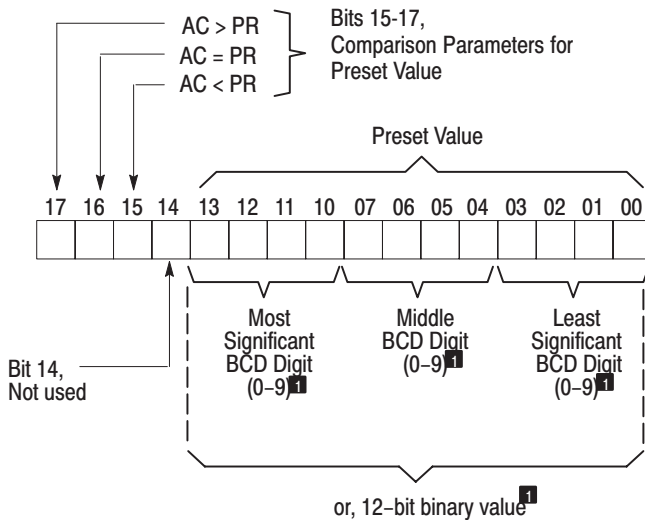 AC > PR
AC = PR
AC < PR
Bits 15-17,
Comparison Parameters for
Preset Value
Preset Value
17 16 15 14 13 12 11 10 07 06 05 04 03 02 01 00
Most
Significant
BCD Digit
(0–9)1
Middle
BCD Digit
(0–9)1
Least
Significant
BCD Digit
(0–9)1
Bit 14,
Not used
or, 12–bit binary value1